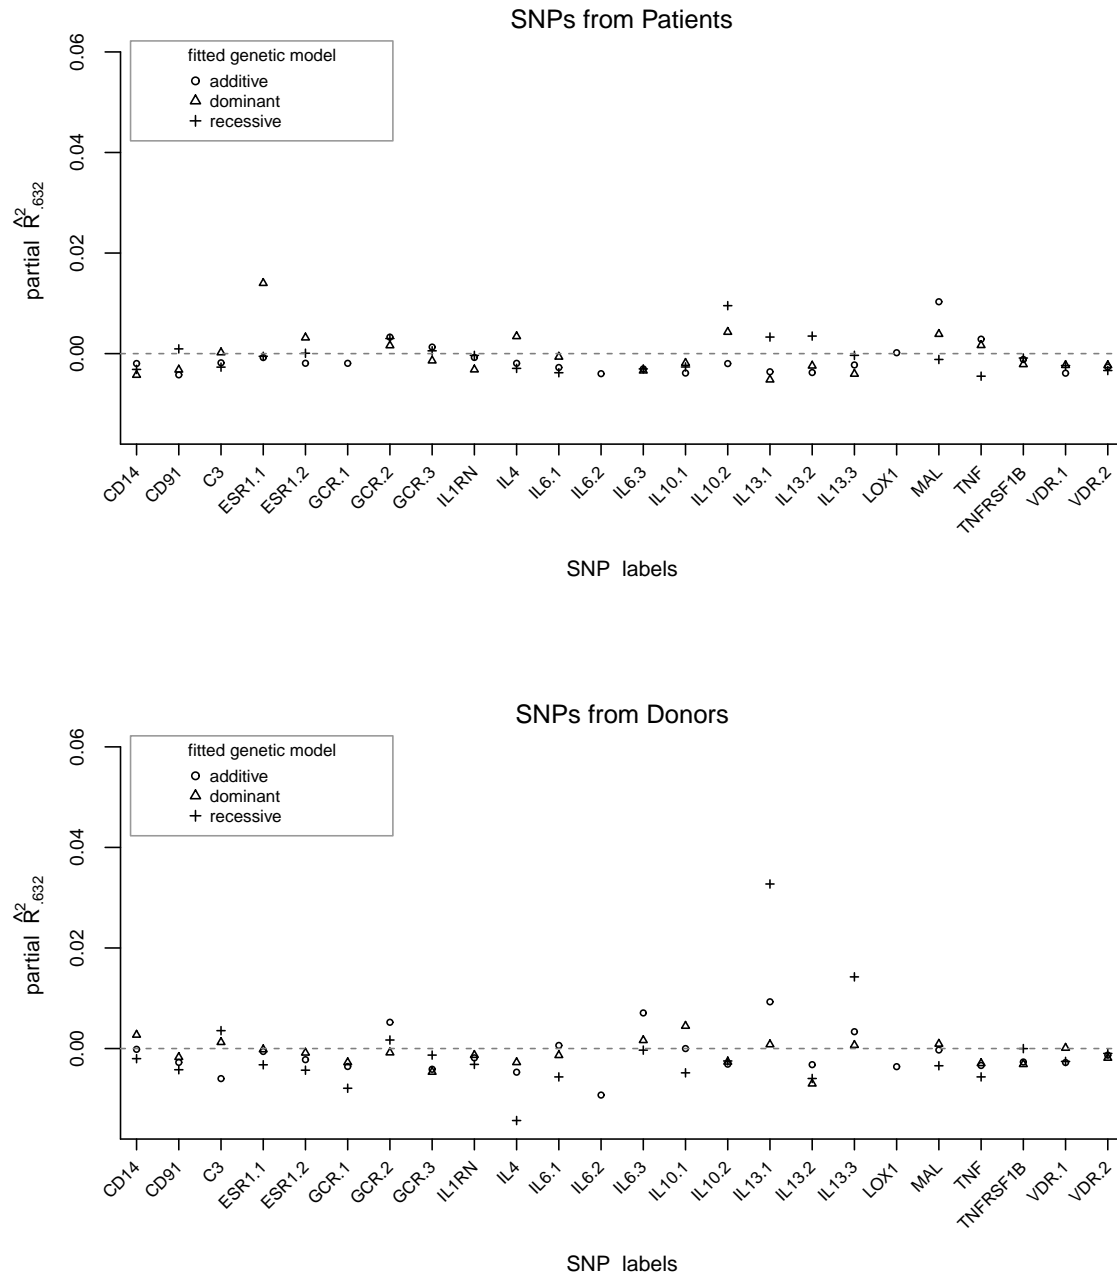 SNPs from Patients
fitted genetic model
additive
dominant
recessive
0.06
0.04
0.02
0.00
partial R̂².632
CD14
CD91
C3
ESR1.1
ESR1.2
GCR.1
GCR.2
GCR.3
IL1RN
IL4
IL6.1
IL6.2
IL6.3
IL10.1
IL10.2
IL13.1
IL13.2
IL13.3
LOX1
MAL
TNF
TNFRSF1B
VDR.1
VDR.2
SNP labels
SNPs from Donors
fitted genetic model
additive
dominant
recessive
0.06
0.04
0.02
0.00
partial R̂².632
CD14
CD91
C3
ESR1.1
ESR1.2
GCR.1
GCR.2
GCR.3
IL1RN
IL4
IL6.1
IL6.2
IL6.3
IL10.1
IL10.2
IL13.1
IL13.2
IL13.3
LOX1
MAL
TNF
TNFRSF1B
VDR.1
VDR.2
SNP labels